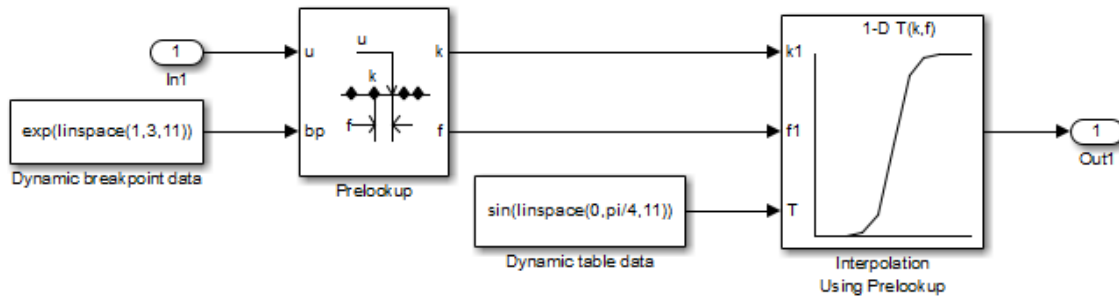 1
In1
exp(linspace(1,3,11))
Dynamic breakpoint data
u
bp
u
k
f
k
f
Prelookup
sin(linspace(0,pi/4,11))
Dynamic table data
1-D T(k,f)
k1
f1
T
Interpolation
Using Prelookup
1
Out1